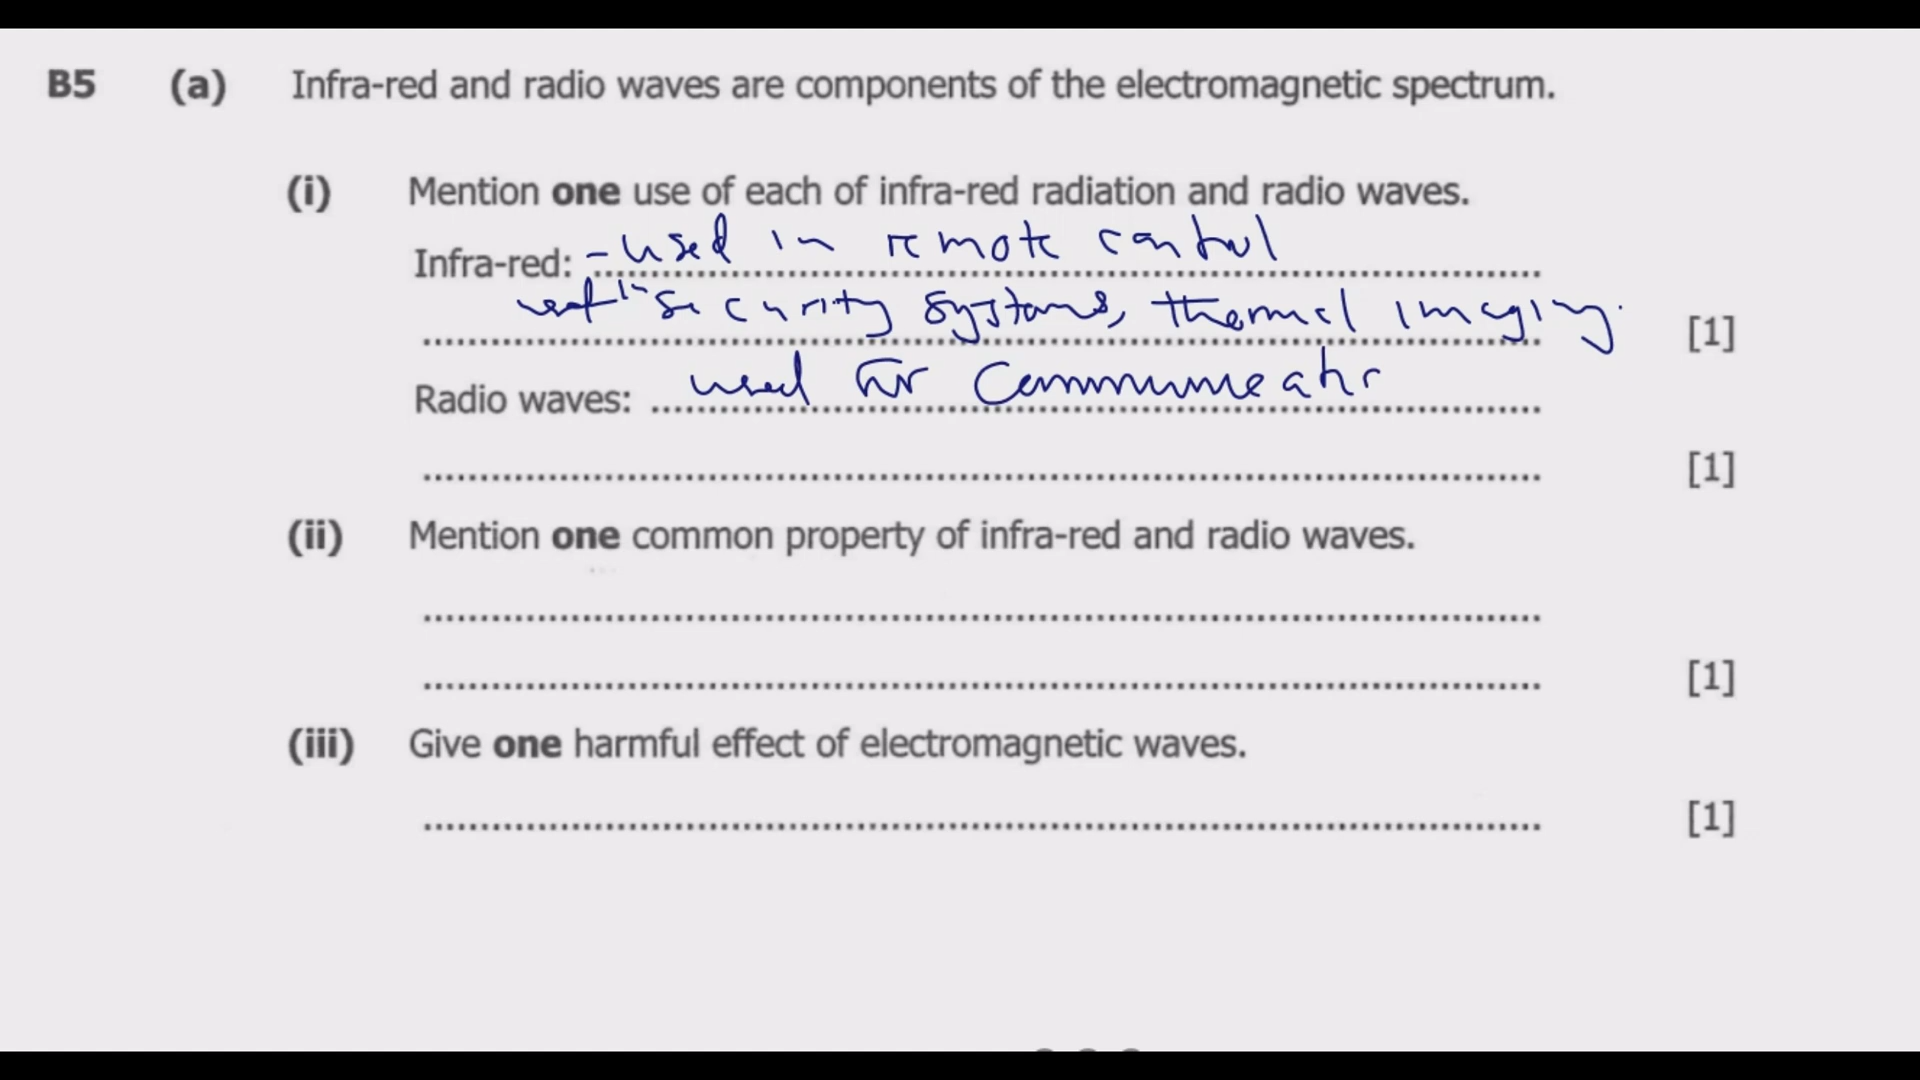 B5 (a) Infra-red and radio waves are components of the electromagnetic spectrum.
(i) Mention one use of each of infra-red radiation and radio waves.
Infra-red: - used in remote control
security systems, thermal imaging. [1]
Radio waves: used for
[1]
(ii) Mention one common property of infra-red and radio waves.
[1]
(iii) Give one harmful effect of electromagnetic waves.
[1]